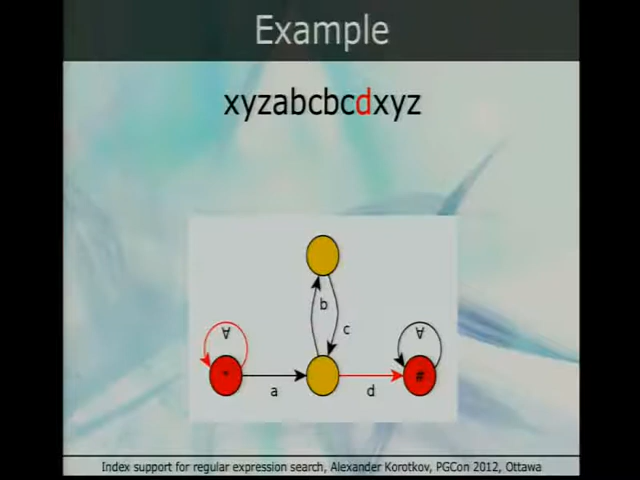 Example
xyzabcbcdxyz
b
∀
c
∀
*
a
d
#
Index support for regular expression search, Alexander Korotkov, PGCon 2012, Ottawa